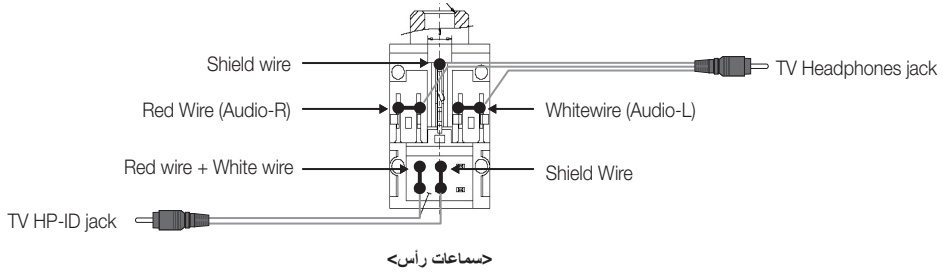 Shield wire
TV Headphones jack
Red Wire (Audio-R)
Whitewire (Audio-L)
Red wire + White wire
Shield Wire
TV HP-ID jack
<سماعات رأس>